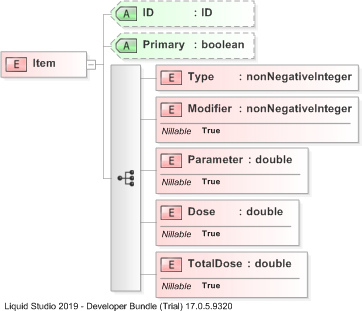 A ID : ID
A Primary : boolean
E Item
E Type : nonNegativeInteger
E Modifier : nonNegativeInteger
Nillable True
E Parameter : double
Nillable True
E Dose : double
Nillable True
E TotalDose : double
Nillable True
Liquid Studio 2019 - Developer Bundle (Trial) 17.0.5.9320